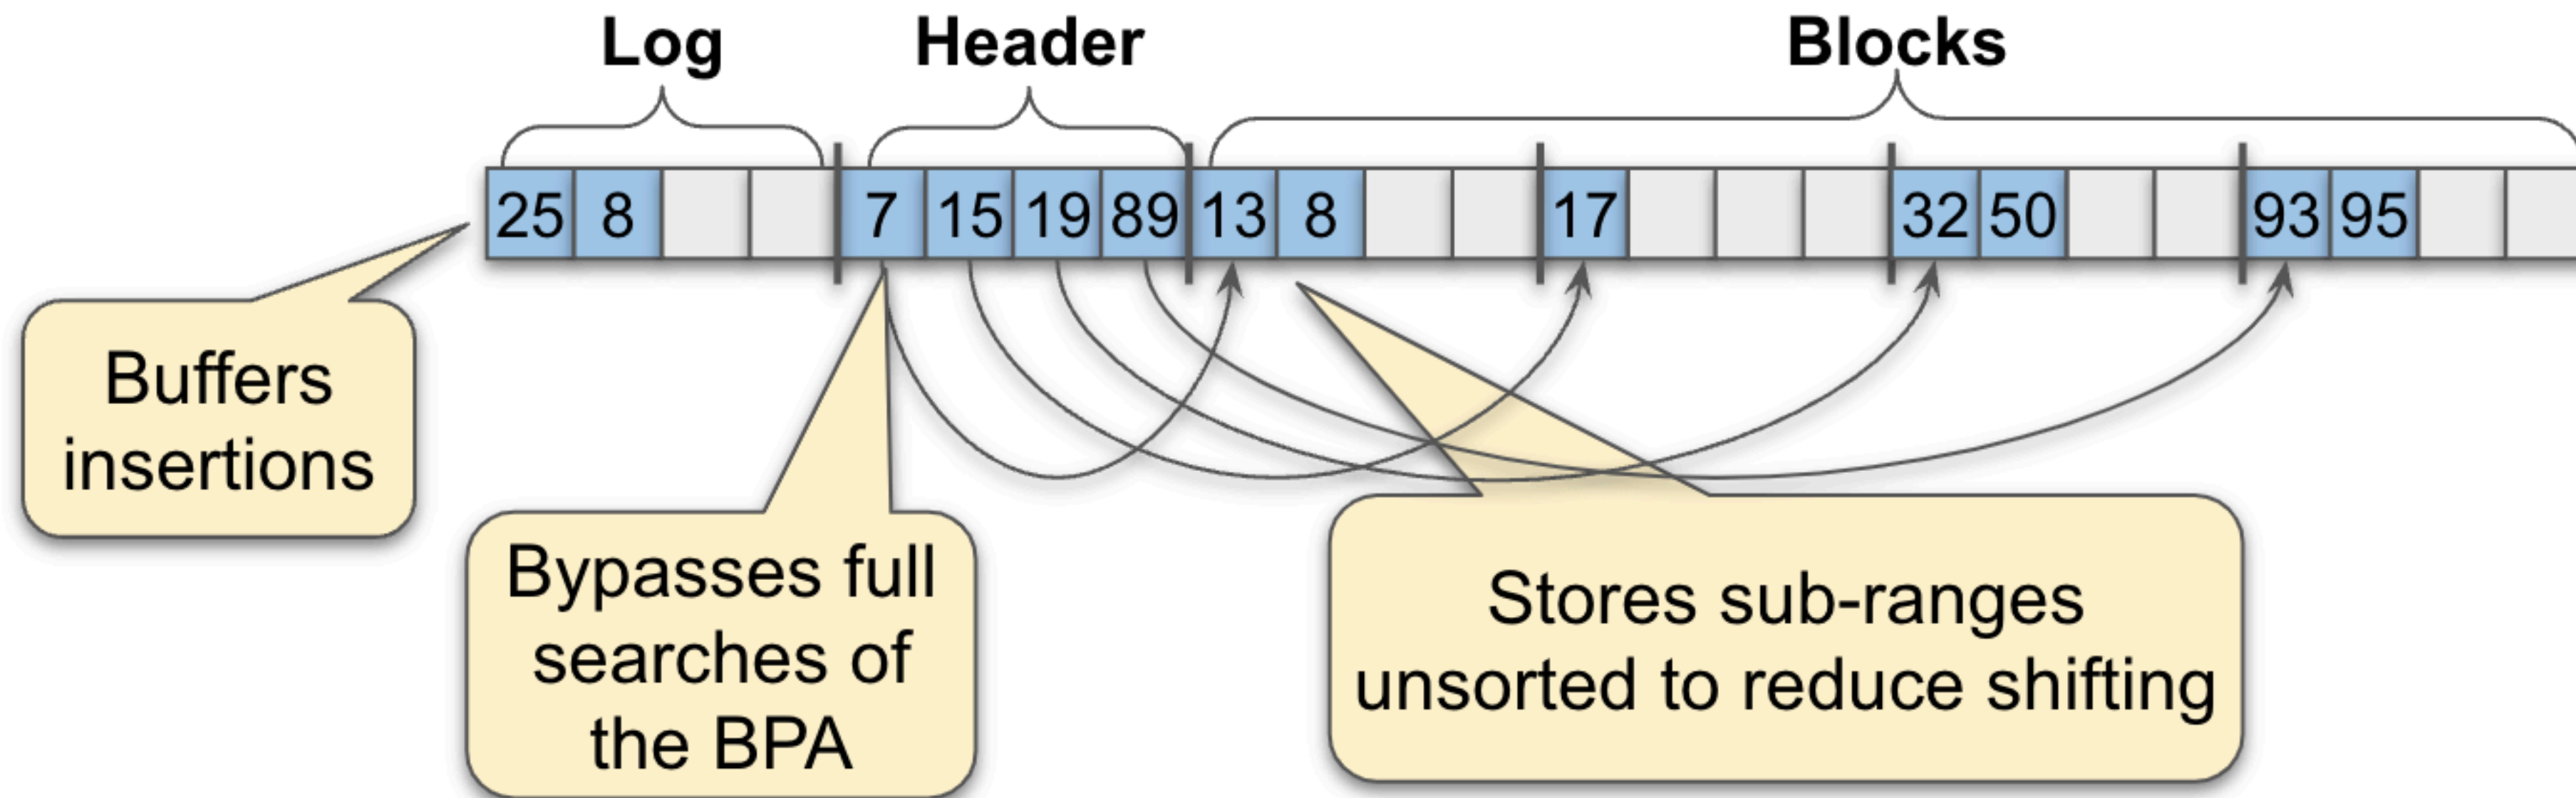 Log Header Blocks
25 8 7 15 19 89 13 8 17 32 50 93 95
Buffers
insertions
Bypasses full
searches of
the BPA
Stores sub-ranges
unsorted to reduce shifting